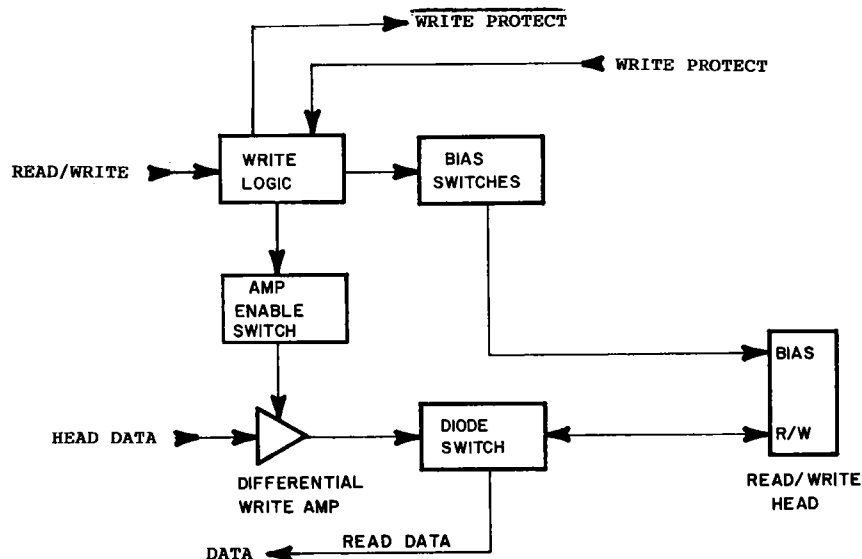 WRITE PROTECT
WRITE PROTECT
READ/WRITE
WRITE
LOGIC
BIAS
SWITCHES
AMP
ENABLE
SWITCH
BIAS
HEAD DATA
DIODE
SWITCH
R/W
DIFFERENTIAL
WRITE AMP
READ/WRITE
HEAD
READ DATA
DATA